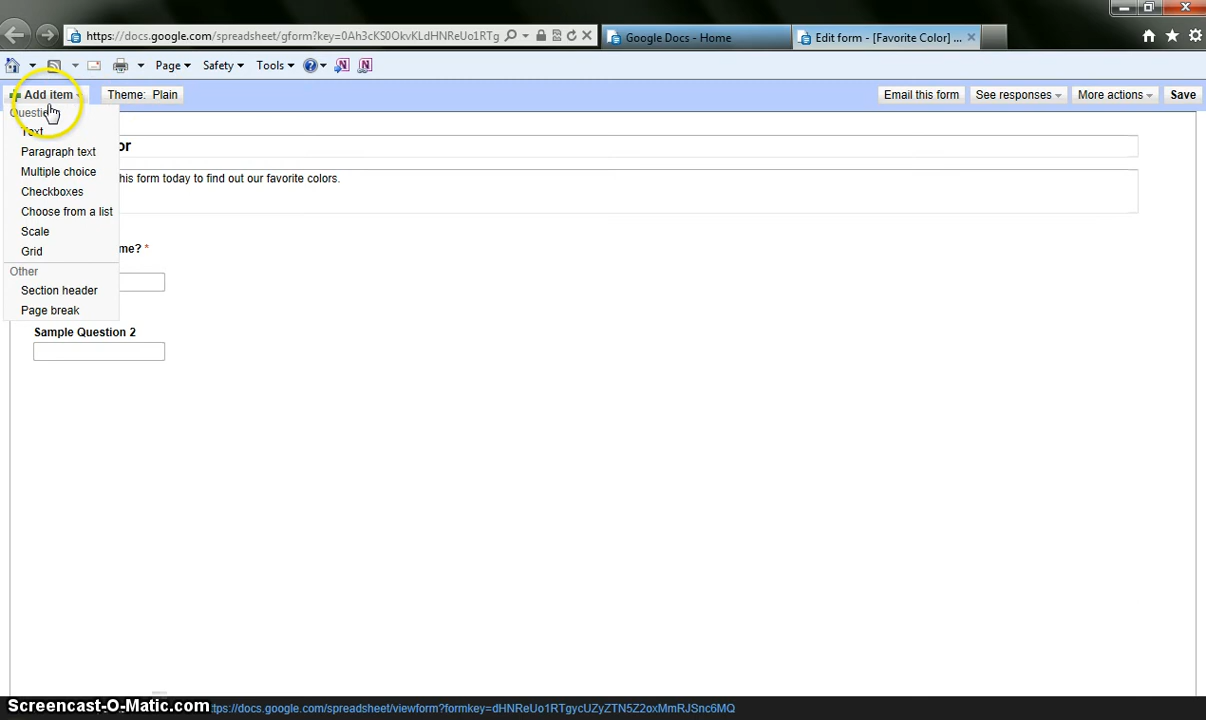 https://docs.google.com/spreadsheet/gform?key=0Ah3cKS0OkvKLdHNReUo1RTg
Google Docs - Home
Edit form - [Favorite Color] ...
Page
Safety
Tools
Add item
Theme: Plain
Email this form
See responses
More actions
Save
Questi
Text
or
Paragraph text
Multiple choice
his form today to find out our favorite colors.
Checkboxes
Choose from a list
Scale
Grid
me? *
Other
Section header
Page break
Sample Question 2
Screencast-O-Matic.com
ttps://docs.google.com/spreadsheet/viewform?formkey=dHNReUo1RTgycUZyZTN5Z2oxMmRJSnc6MQ